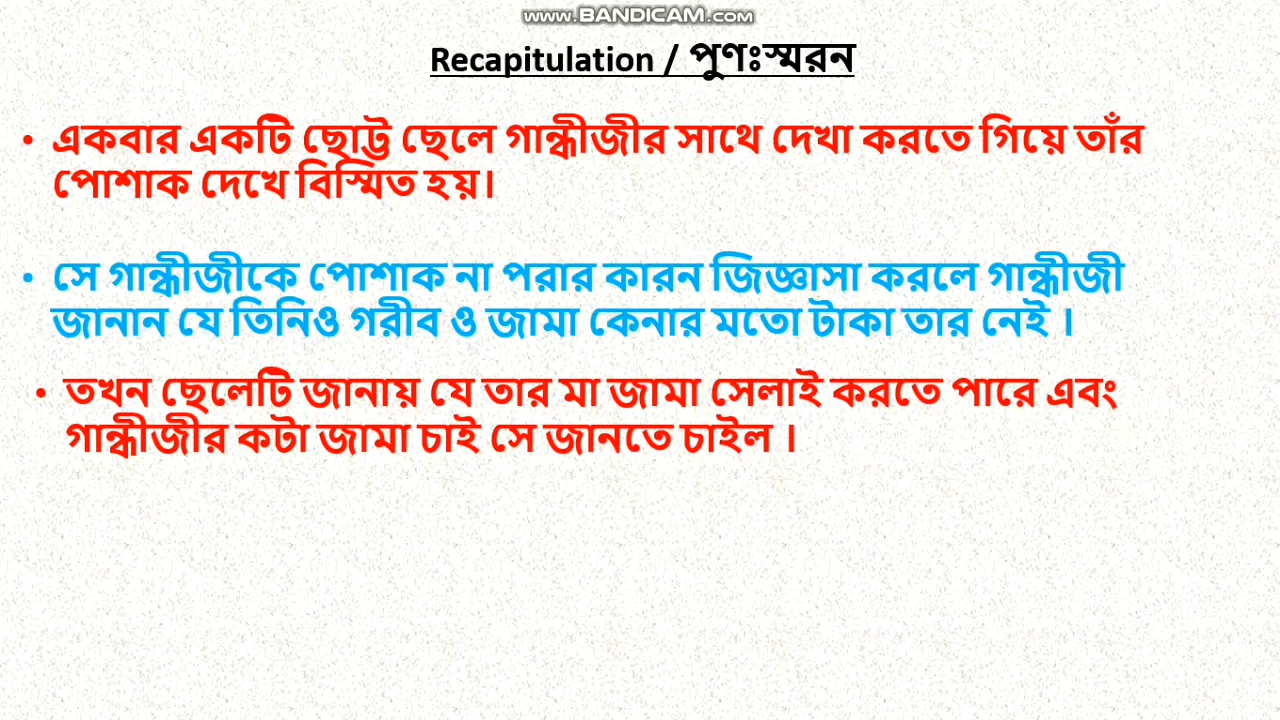 www.BANDICAM.com
Recapitulation / পুণঃস্মরন
• একবার একটি ছোট্ট ছেলে গান্ধীজীর সাথে দেখা করতে গিয়ে তাঁর
পোশাক দেখে বিস্মিত হয়।
• সে গান্ধীজীকে পোশাক না পরার কারন জিজ্ঞাসা করলে গান্ধীজী
জানান যে তিনিও গরীব ও জামা কেনার মতো টাকা তার নেই ।
• তখন ছেলেটি জানায় যে তার মা জামা সেলাই করতে পারে এবং
গান্ধীজীর কটা জামা চাই সে জানতে চাইল ।